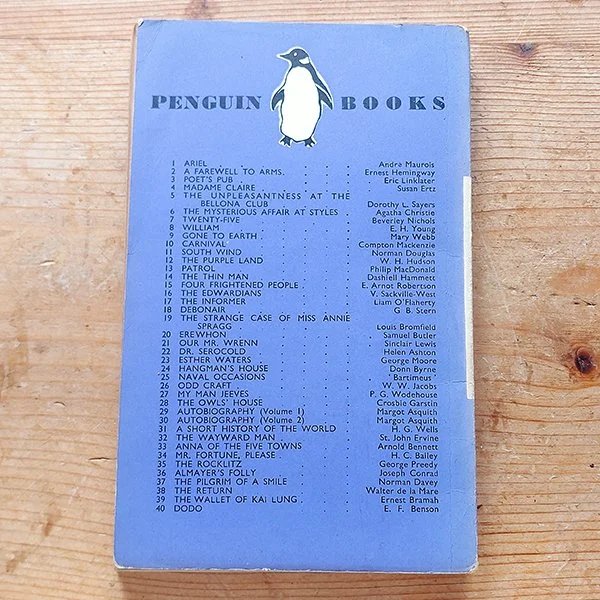 PENGUIN BOOKS
1 ARIEL . . . . André Maurois
2 A FAREWELL TO ARMS. . . Ernest Hemingway
3 POET'S PUB . . . . Eric Linklater
4 MADAME CLAIRE . . . . Susan Ertz
5 THE UNPLEASANTNESS AT THE
BELLONA CLUB . . . Dorothy L. Sayers
6 THE MYSTERIOUS AFFAIR AT STYLES . Agatha Christie
7 TWENTY-FIVE . . . . Beverley Nichols
8 WILLIAM . . . . E. H. Young
9 GONE TO EARTH . . . . Mary Webb
10 CARNIVAL . . . . Compton Mackenzie
11 SOUTH WIND . . . . Norman Douglas
12 THE PURPLE LAND . . . W. H. Hudson
13 PATROL . . . . Philip MacDonald
14 THE THIN MAN . . . Dashiell Hammett
15 FOUR FRIGHTENED PEOPLE . . E. Arnot Robertson
16 THE EDWARDIANS . . . V. Sackville-West
17 THE INFORMER . . . Liam O'Flaherty
18 DEBONAIR . . . . G. B. Stern
19 THE STRANGE CASE OF MISS ANNIE
SPRAGG . . . . Louis Bromfield
20 EREWHON . . . . Samuel Butler
21 OUR MR. WRENN . . . Sinclair Lewis
22 DR. SEROCOLD . . . Helen Ashton
23 ESTHER WATERS . . . George Moore
24 HANGMAN'S HOUSE . . . Donn Byrne
25 NAVAL OCCASIONS . . . 'Bartimeus'
26 ODD CRAFT . . . . W. W. Jacobs
27 MY MAN JEEVES . . . P. G. Wodehouse
28 THE OWLS' HOUSE . . . Crosbie Garstin
29 AUTOBIOGRAPHY (Volume 1) . . Margot Asquith
30 AUTOBIOGRAPHY (Volume 2) . . Margot Asquith
31 A SHORT HISTORY OF THE WORLD . H. G. Wells
32 THE WAYWARD MAN . . . St. John Ervine
33 ANNA OF THE FIVE TOWNS . . Arnold Bennett
34 MR. FORTUNE, PLEASE . . . H. C. Bailey
35 THE ROCKLITZ . . . George Preedy
36 ALMAYER'S FOLLY . . . Joseph Conrad
37 THE PILGRIM OF A SMILE . . Norman Davey
38 THE RETURN . . . Walter de la Mare
39 THE WALLET OF KAI LUNG . . Ernest Bramah
40 DODO . . . . E. F. Benson